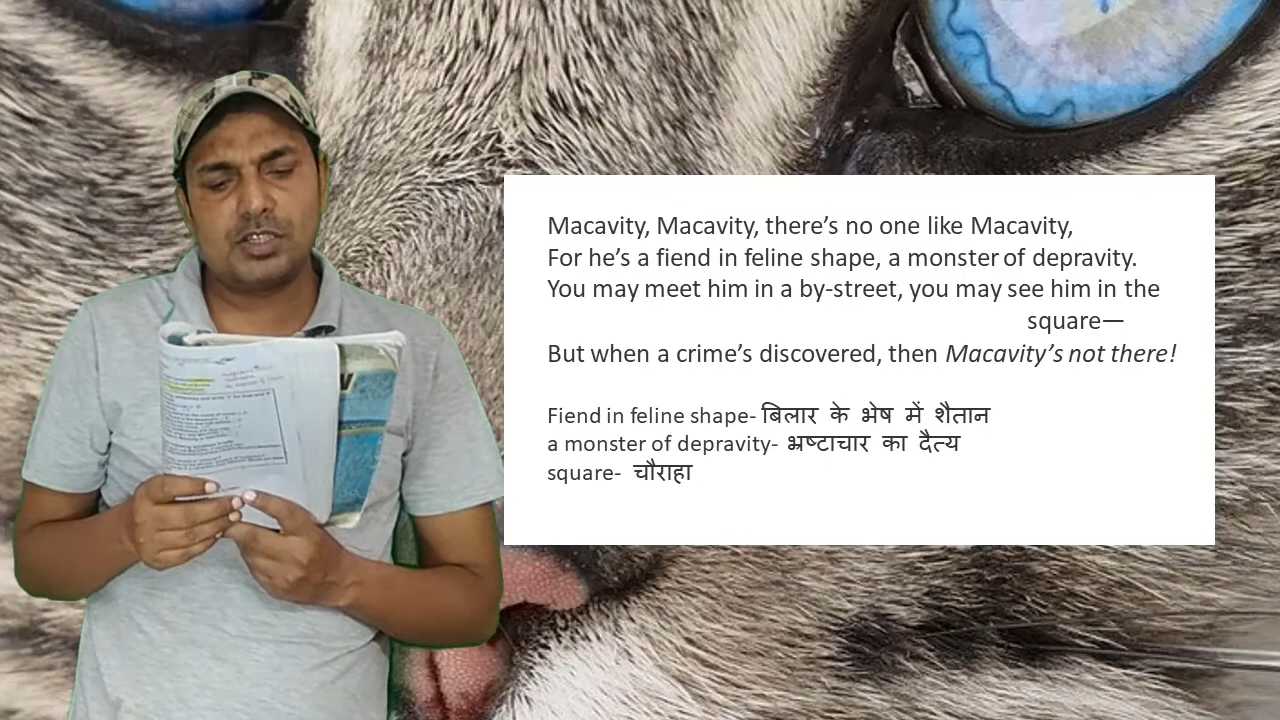 Macavity, Macavity, there’s no one like Macavity,
For he’s a fiend in feline shape, a monster of depravity.
You may meet him in a by-street, you may see him in the
square—
But when a crime’s discovered, then Macavity’s not there!
Fiend in feline shape- बिलार के भेष में शैतान
a monster of depravity- भ्रष्टाचार का दैत्य
square- चौराहा